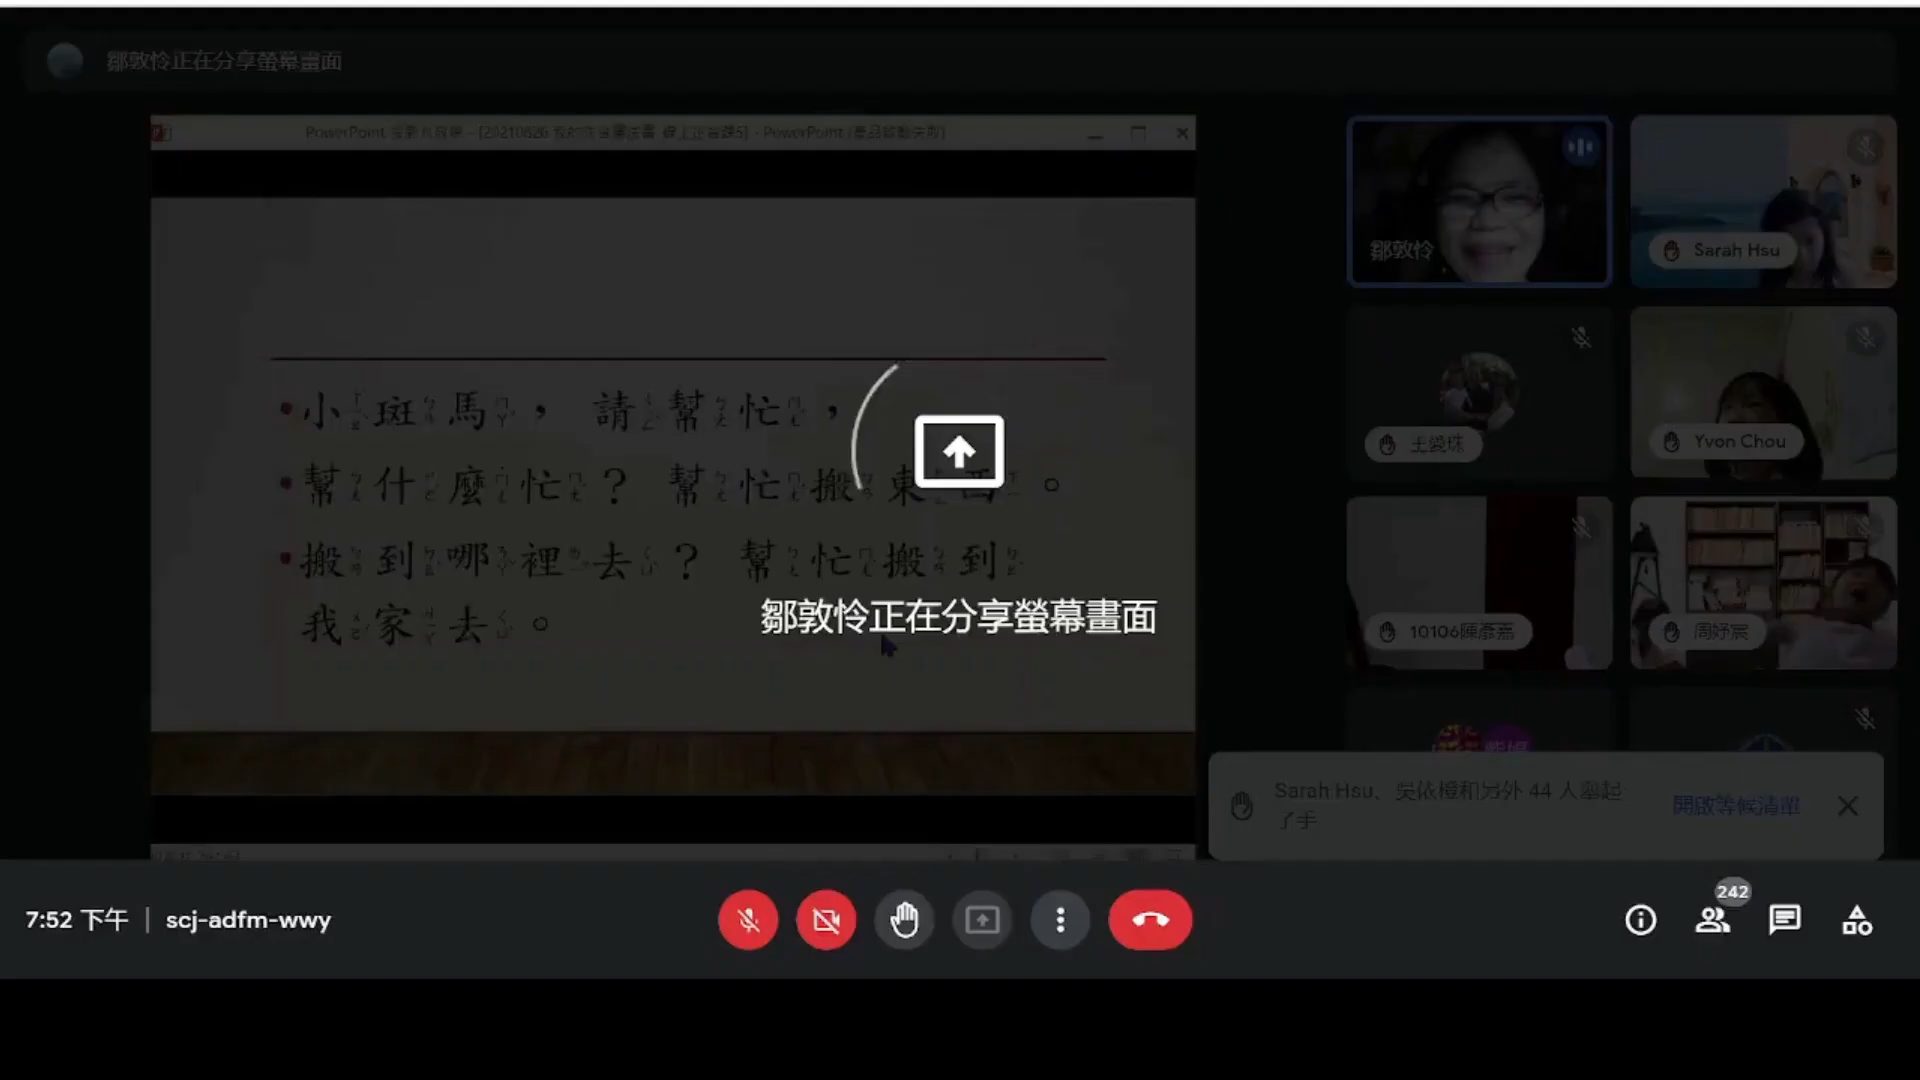 鄒敦怜正在分享螢幕畫面
小斑馬， 請幫忙，
幫什麼忙？ 幫忙搬東西。
搬到哪裡去？ 幫忙搬到
我家去。
鄒敦怜正在分享螢幕畫面
鄒敦怜
Sarah Hsu
王愛珠
Yvon Chou
周妤宸
Sarah Hsu、吳依橙和另外 44 人舉起
了手
開啟等候清單
7:52 下午 | scj-adfm-wwy
242